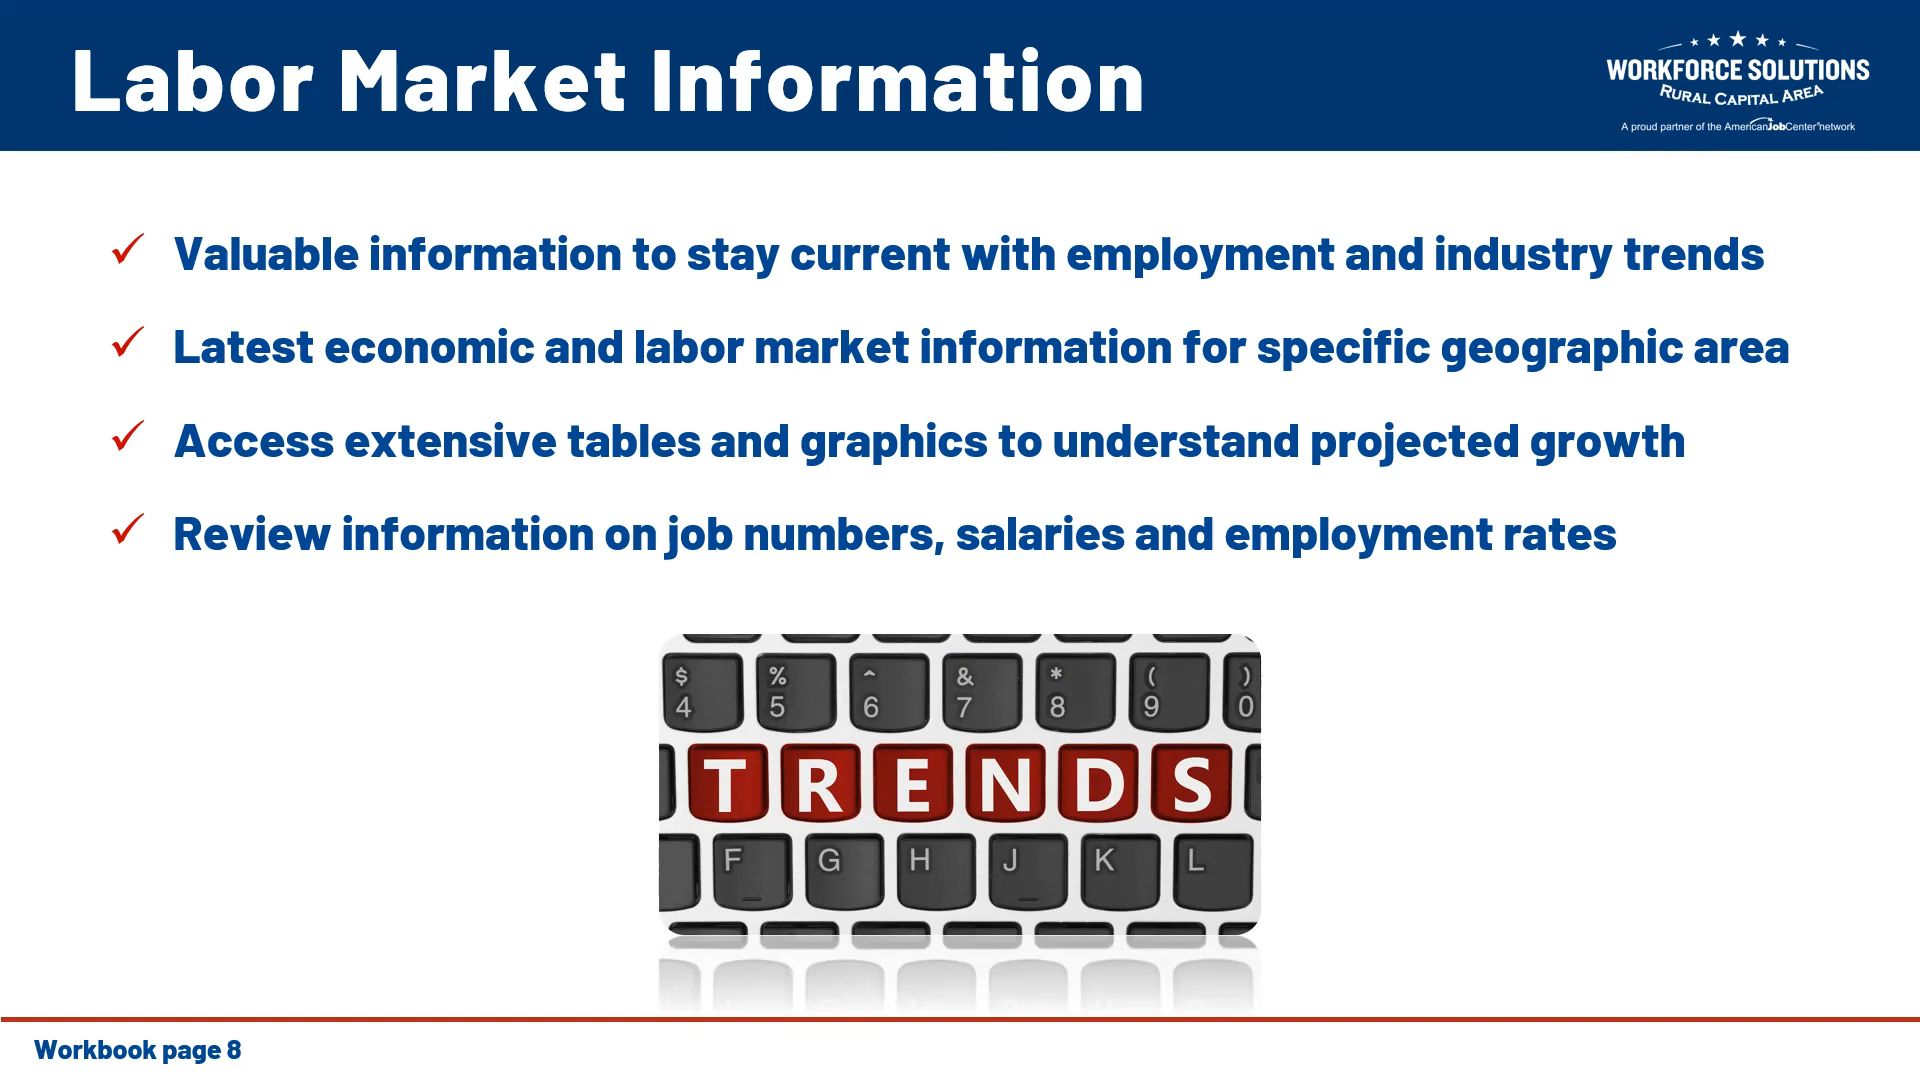 Labor Market Information
WORKFORCE SOLUTIONS
RURAL CAPITAL AREA
A proud partner of the AmericanJobCenter®network
✓ Valuable information to stay current with employment and industry trends
✓ Latest economic and labor market information for specific geographic area
✓ Access extensive tables and graphics to understand projected growth
✓ Review information on job numbers, salaries and employment rates
$ % ^ & * ( )
4 5 6 7 8 9 0
T R E N D S
F G H J K L
Workbook page 8